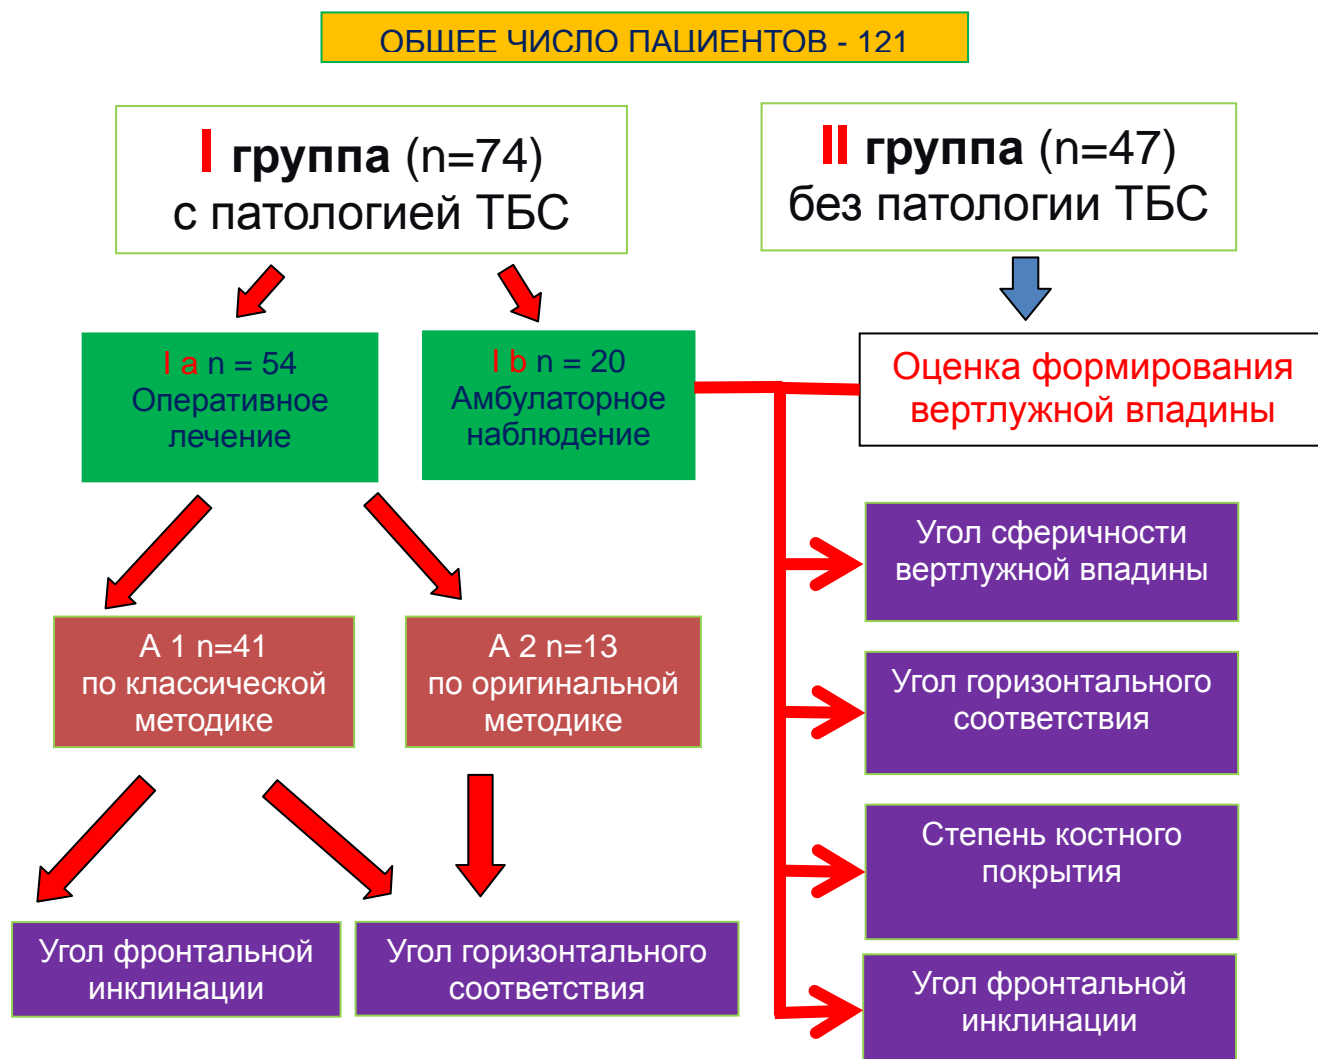 ОБЩЕЕ ЧИСЛО ПАЦИЕНТОВ - 121
I группа (n=74)
с патологией ТБС
II группа (n=47)
без патологии ТБС
I a n = 54
Оперативное
лечение
I b n = 20
Амбулаторное
наблюдение
Оценка формирования
вертлужной впадины
А 1 n=41
по классической
методике
А 2 n=13
по оригинальной
методике
Угол фронтальной
инклинации
Угол горизонтального
соответствия
Угол сферичности
вертлужной впадины
Угол горизонтального
соответствия
Степень костного
покрытия
Угол фронтальной
инклинации